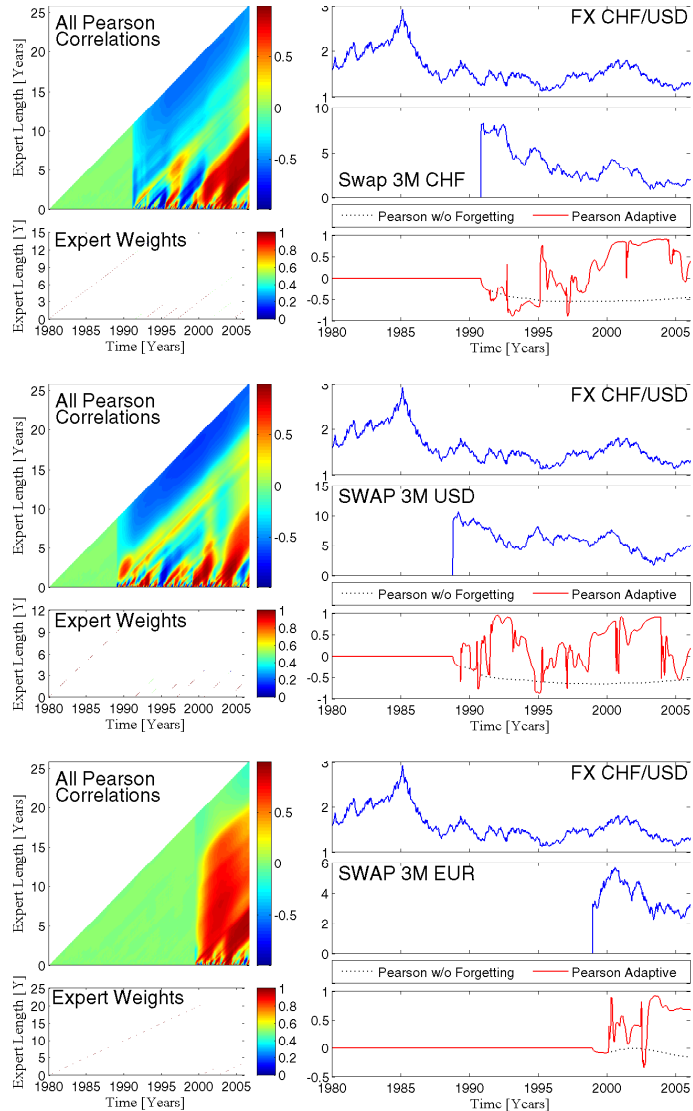 All Pearson
Correlations
Expert Length [Years]
25
20
15
10
5
0
0.5
0
-0.5
Expert Weights
Expert Length [Y]
15
12
9
6
3
0
1
0.8
0.6
0.4
0.2
0
1980 1985 1990 1995 2000 2005
Time [Years]
FX CHF/USD
3
2
1
Swap 3M CHF
10
5
0
Pearson w/o Forgetting Pearson Adaptive
0.5
0
-0.5
-1
1980 1985 1990 1995 2000 2005
Time [Years]
All Pearson
Correlations
Expert Length [Years]
25
20
15
10
5
0
0.5
0
-0.5
Expert Weights
Expert Length [Y]
12
9
6
3
0
1
0.8
0.6
0.4
0.2
0
1980 1985 1990 1995 2000 2005
Time [Years]
FX CHF/USD
3
2
1
SWAP 3M USD
15
10
5
0
Pearson w/o Forgetting Pearson Adaptive
1
0.5
0
-0.5
-1
1980 1985 1990 1995 2000 2005
Time [Years]
All Pearson
Correlations
Expert Length [Years]
25
20
15
10
5
0
0.5
0
-0.5
Expert Weights
Expert Length [Y]
25
20
15
10
5
0
1
0.8
0.6
0.4
0.2
0
1980 1985 1990 1995 2000 2005
Time [Years]
FX CHF/USD
3
2
1
SWAP 3M EUR
6
4
2
0
Pearson w/o Forgetting Pearson Adaptive
1
0.5
0
-0.5
1980 1985 1990 1995 2000 2005
Time [Years]